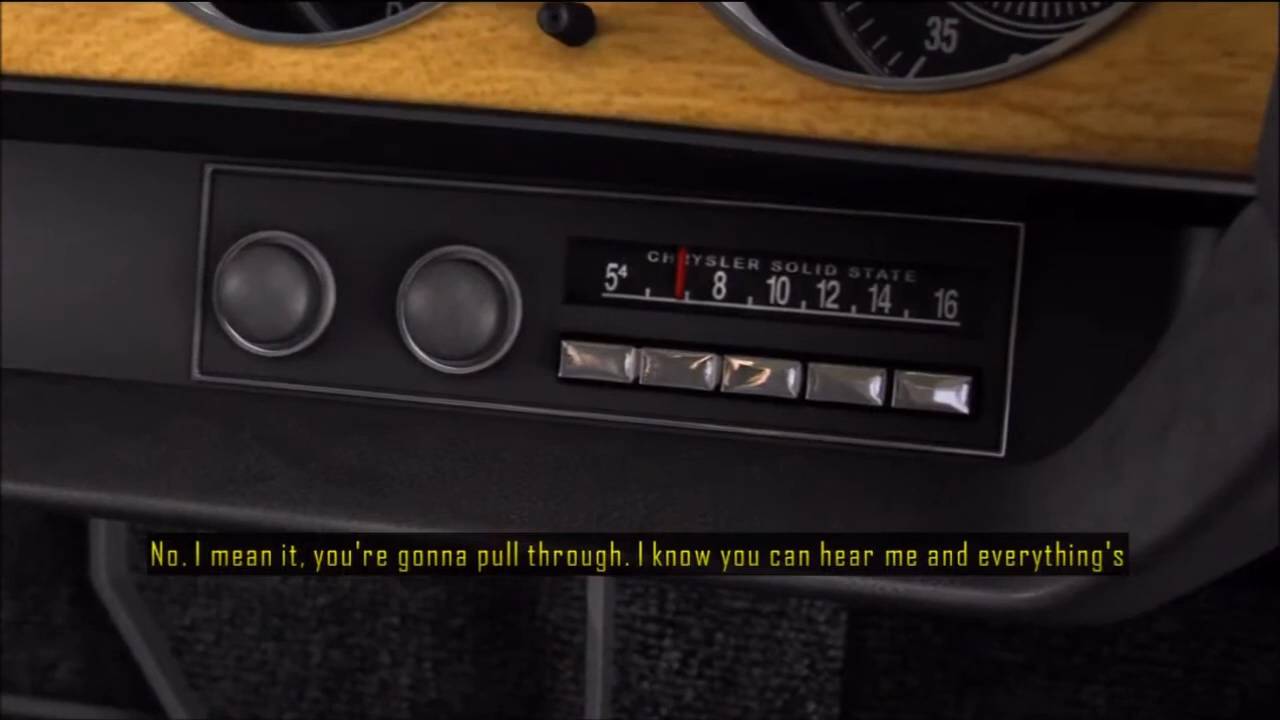 35
CHRYSLER SOLID STATE
5⁴ 8 10 12 14 16
No. I mean it, you're gonna pull through. I know you can hear me and everything's